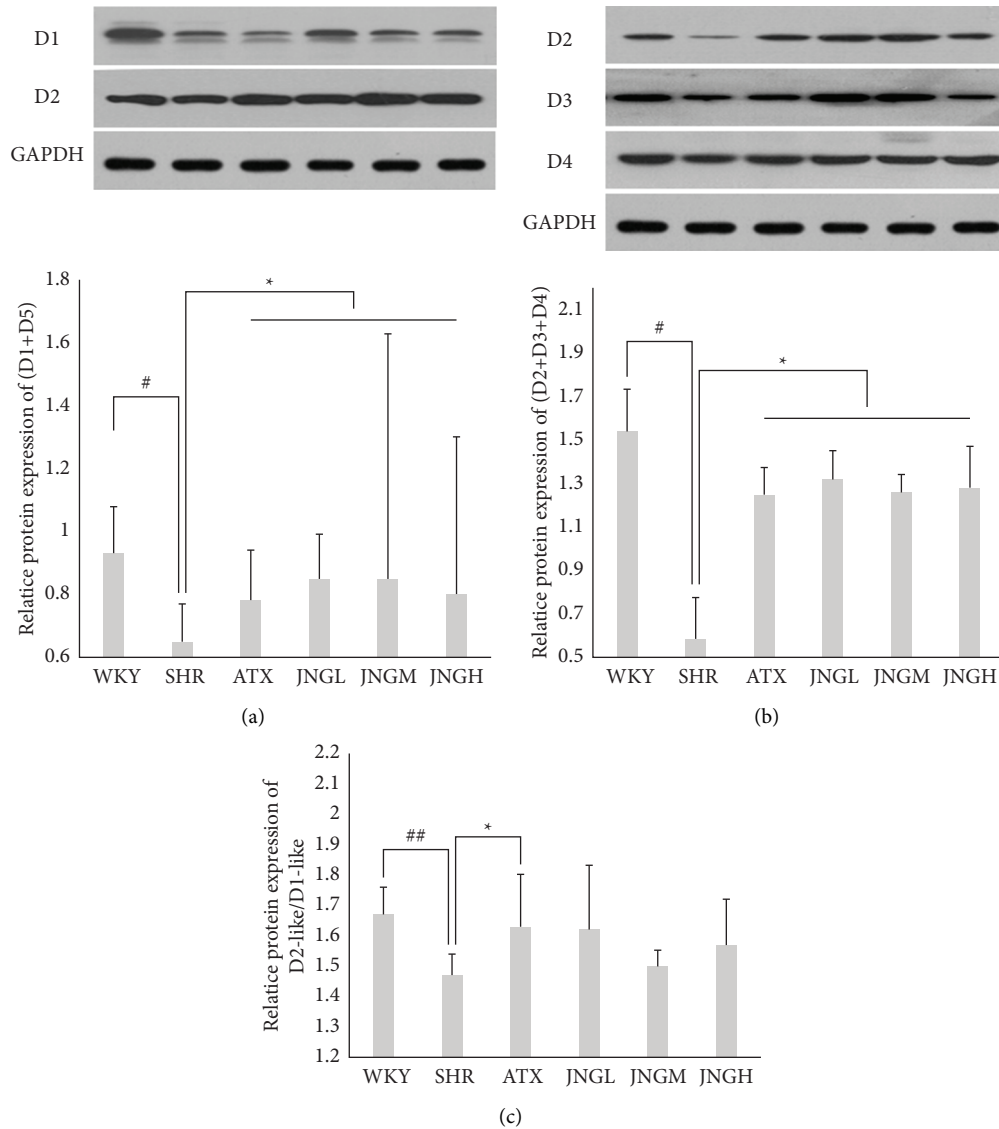 D1
D2
GAPDH
D2
D3
D4
GAPDH
Relatice protein expression of (D1+D5)
1.8
1.6
1.4
1.2
1
0.8
0.6
#
*
WKY SHR ATX JNGL JNGM JNGH
(a)
Relatice protein expression of (D2+D3+D4)
2.1
1.9
1.7
1.5
1.3
1.1
0.9
0.7
0.5
#
*
WKY SHR ATX JNGL JNGM JNGH
(b)
Relatice protein expression of
D2-like/D1-like
2.2
2.1
2
1.9
1.8
1.7
1.6
1.5
1.4
1.3
1.2
##
*
WKY SHR ATX JNGL JNGM JNGH
(c)